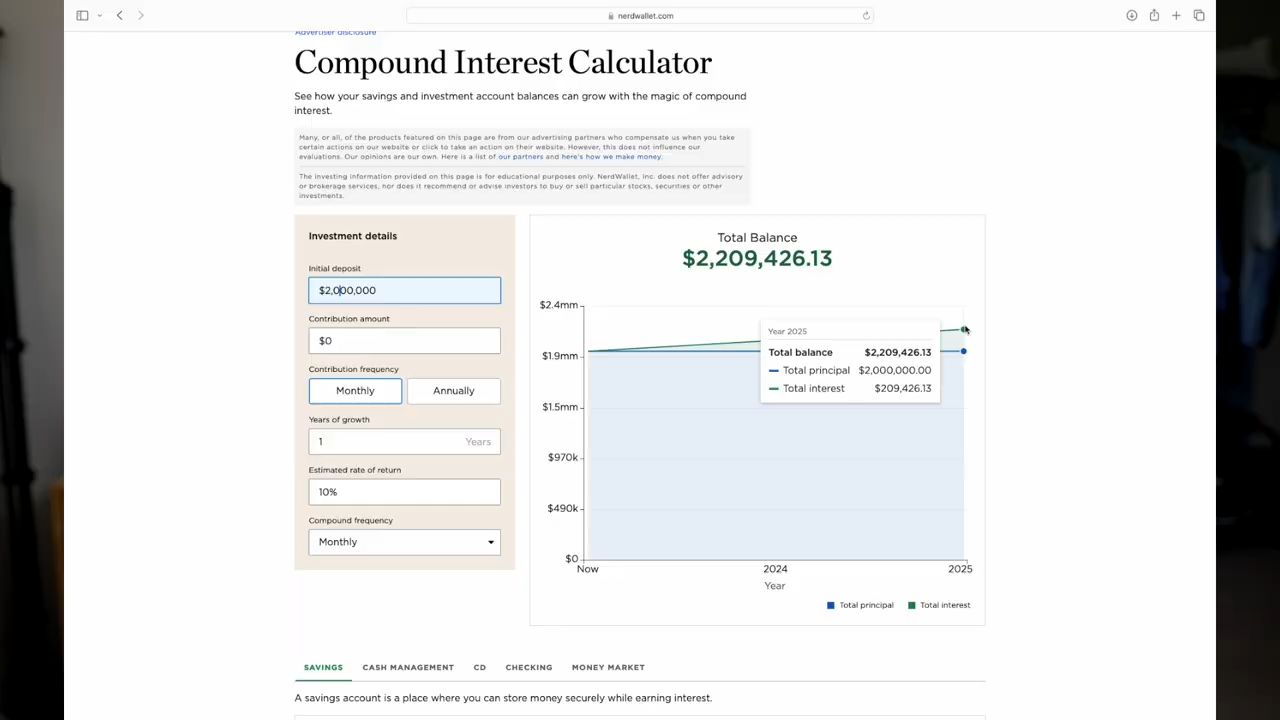 nerdwallet.com
Advertiser disclosure
Compound Interest Calculator
See how your savings and investment account balances can grow with the magic of compound
interest.
Many, or all, of the products featured on this page are from our advertising partners who compensate us when you take
certain actions on our website or click to take an action on their website. However, this does not influence our
evaluations. Our opinions are our own. Here is a list of our partners and here's how we make money.
The investing information provided on this page is for educational purposes only. NerdWallet, Inc. does not offer advisory
or brokerage services, nor does it recommend or advise investors to buy or sell particular stocks, securities or other
investments.
Investment details
Initial deposit
$2,000,000
Contribution amount
$0
Contribution frequency
Monthly
Annually
Years of growth
1 Years
Estimated rate of return
10%
Compound frequency
Monthly
Total Balance
$2,209,426.13
$2.4mm
$1.9mm
$1.5mm
$970k
$490k
$0
Year 2025
Total balance $2,209,426.13
Total principal $2,000,000.00
Total interest $209,426.13
Now 2024 2025
Year
Total principal Total interest
SAVINGS CASH MANAGEMENT CD CHECKING MONEY MARKET
A savings account is a place where you can store money securely while earning interest.